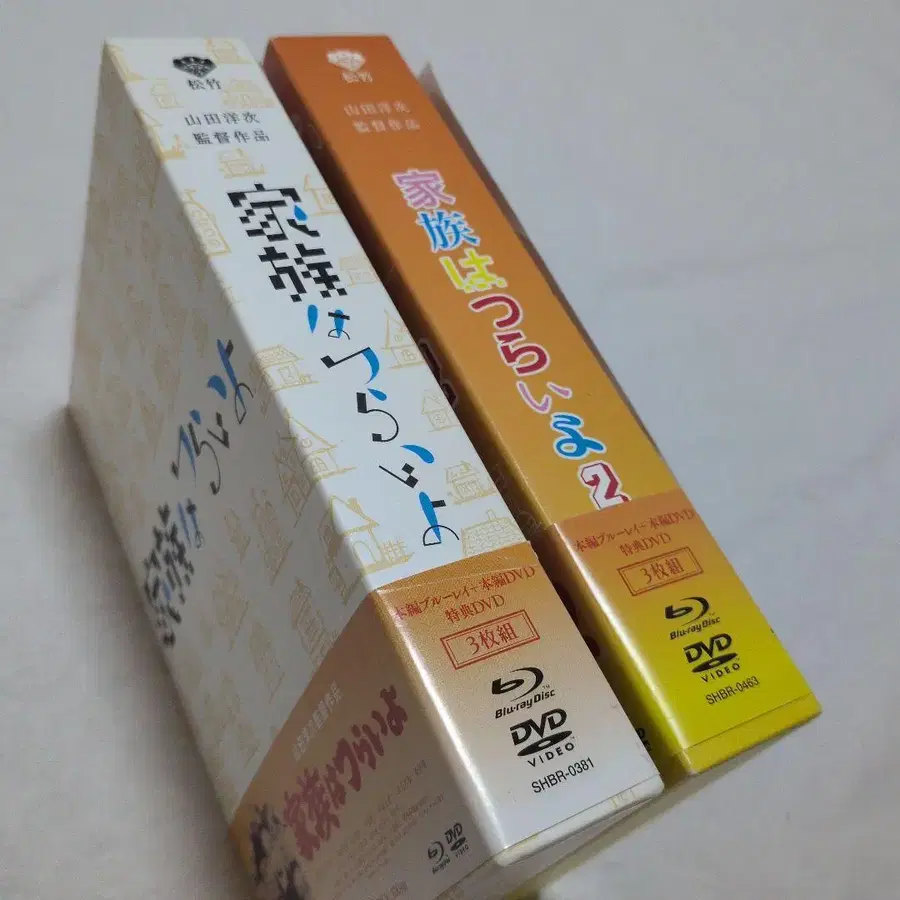 松竹
山田洋次
監督作品
家族はつらいよ
本編ブルーレイ+本編DVD
特典DVD
3枚組
Blu-ray Disc
DVD
VIDEO
SHBR-0381
松竹
山田洋次
監督作品
家族はつらいよ2
本編ブルーレイ+本編DVD
特典DVD
3枚組
Blu-ray Disc
DVD
VIDEO
SHBR-0463
家族はつらいよ
家族はつらいよ
DVD